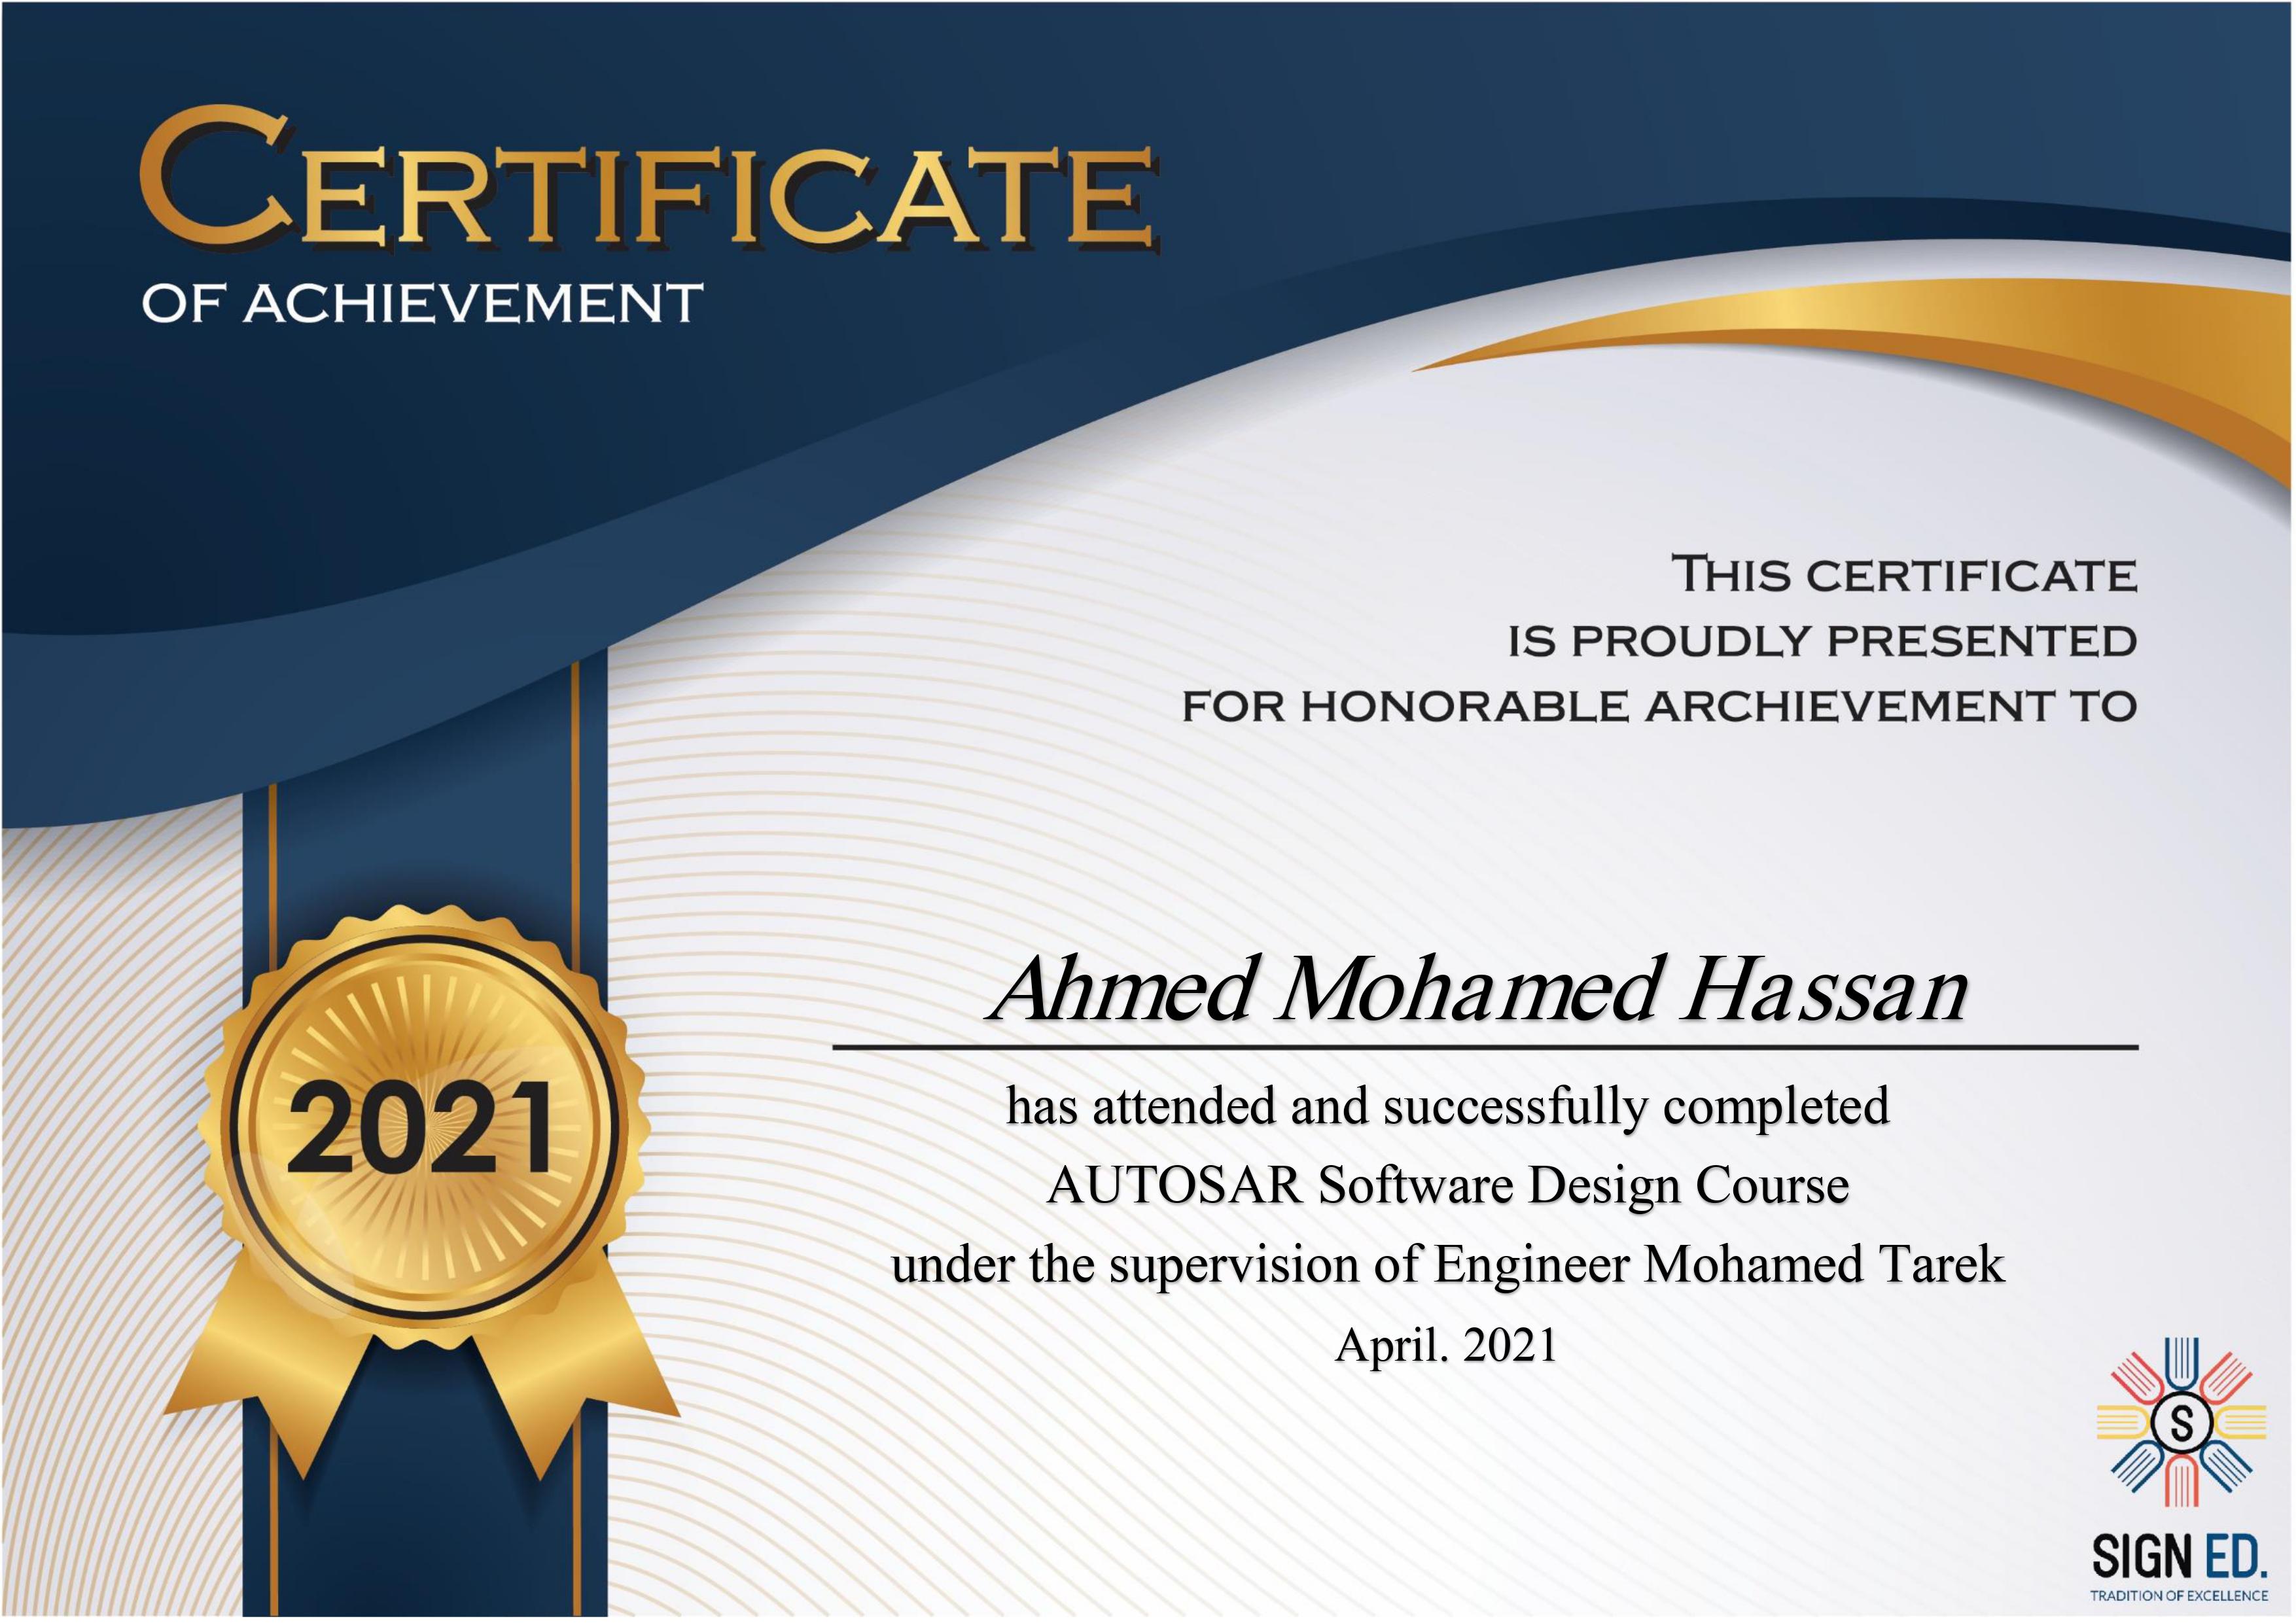 CERTIFICATE
OF ACHIEVEMENT
THIS CERTIFICATE
IS PROUDLY PRESENTED
FOR HONORABLE ARCHIEVEMENT TO
Ahmed Mohamed Hassan
has attended and successfully completed
AUTOSAR Software Design Course
under the supervision of Engineer Mohamed Tarek
April. 2021
2021
S
SIGN ED.
TRADITION OF EXCELLENCE